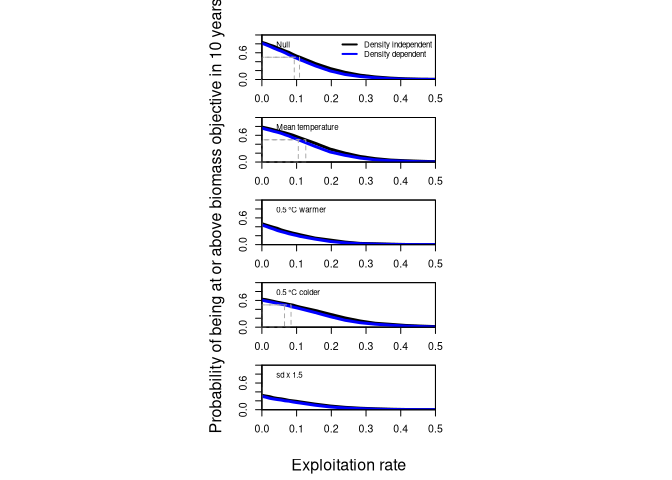 Probability of being at or above biomass objective in 10 years
Null
Density independent
Density dependent
0.6
0.0
0.0 0.1 0.2 0.3 0.4 0.5
Mean temperature
0.6
0.0
0.0 0.1 0.2 0.3 0.4 0.5
0.5 °C warmer
0.6
0.0
0.0 0.1 0.2 0.3 0.4 0.5
0.5 °C colder
0.6
0.0
0.0 0.1 0.2 0.3 0.4 0.5
sd x 1.5
0.6
0.0
0.0 0.1 0.2 0.3 0.4 0.5
Exploitation rate